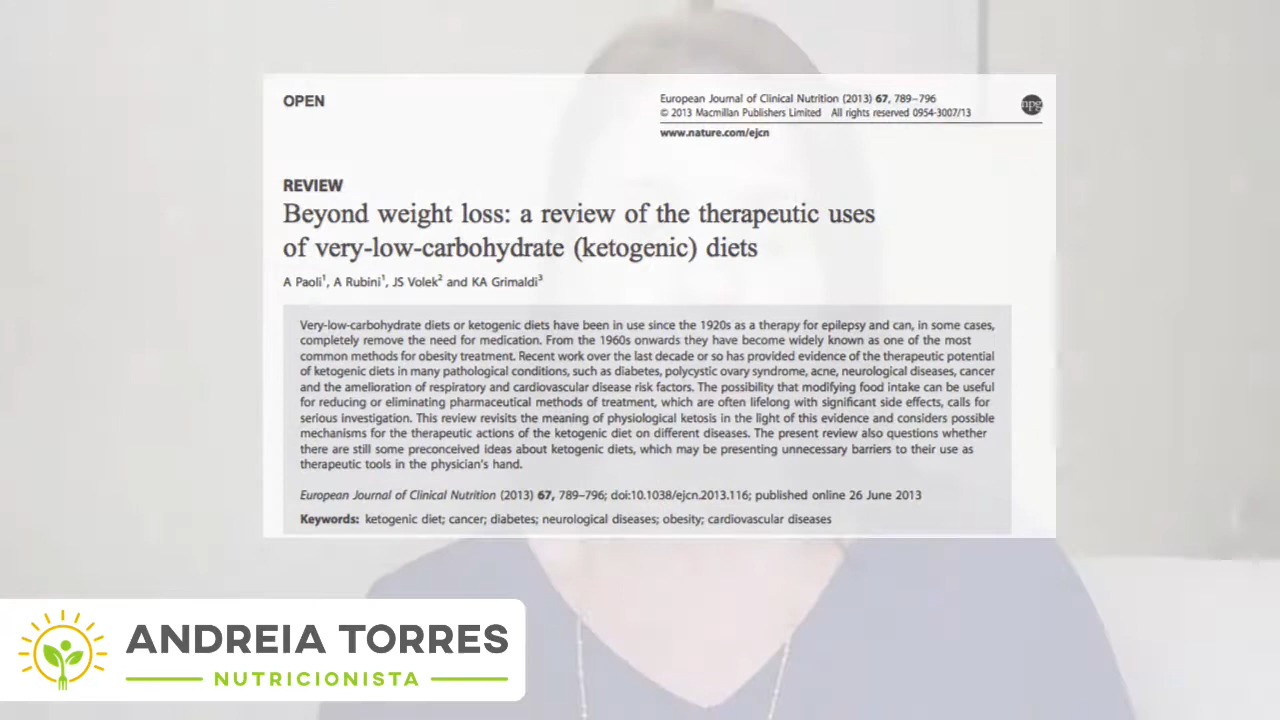 OPEN
European Journal of Clinical Nutrition (2013) 67, 789–796
© 2013 Macmillan Publishers Limited All rights reserved 0954-3007/13
npg
www.nature.com/ejcn
REVIEW
Beyond weight loss: a review of the therapeutic uses
of very-low-carbohydrate (ketogenic) diets
A Paoli¹, A Rubini¹, JS Volek² and KA Grimaldi³
Very-low-carbohydrate diets or ketogenic diets have been in use since the 1920s as a therapy for epilepsy and can, in some cases,
completely remove the need for medication. From the 1960s onwards they have become widely known as one of the most
common methods for obesity treatment. Recent work over the last decade or so has provided evidence of the therapeutic potential
of ketogenic diets in many pathological conditions, such as diabetes, polycystic ovary syndrome, acne, neurological diseases, cancer
and the amelioration of respiratory and cardiovascular disease risk factors. The possibility that modifying food intake can be useful
for reducing or eliminating pharmaceutical methods of treatment, which are often lifelong with significant side effects, calls for
serious investigation. This review revisits the meaning of physiological ketosis in the light of this evidence and considers possible
mechanisms for the therapeutic actions of the ketogenic diet on different diseases. The present review also questions whether
there are still some preconceived ideas about ketogenic diets, which may be presenting unnecessary barriers to their use as
therapeutic tools in the physician's hand.
European Journal of Clinical Nutrition (2013) 67, 789–796; doi:10.1038/ejcn.2013.116; published online 26 June 2013
Keywords: ketogenic diet; cancer; diabetes; neurological diseases; obesity; cardiovascular diseases
ANDREIA TORRES
NUTRICIONISTA